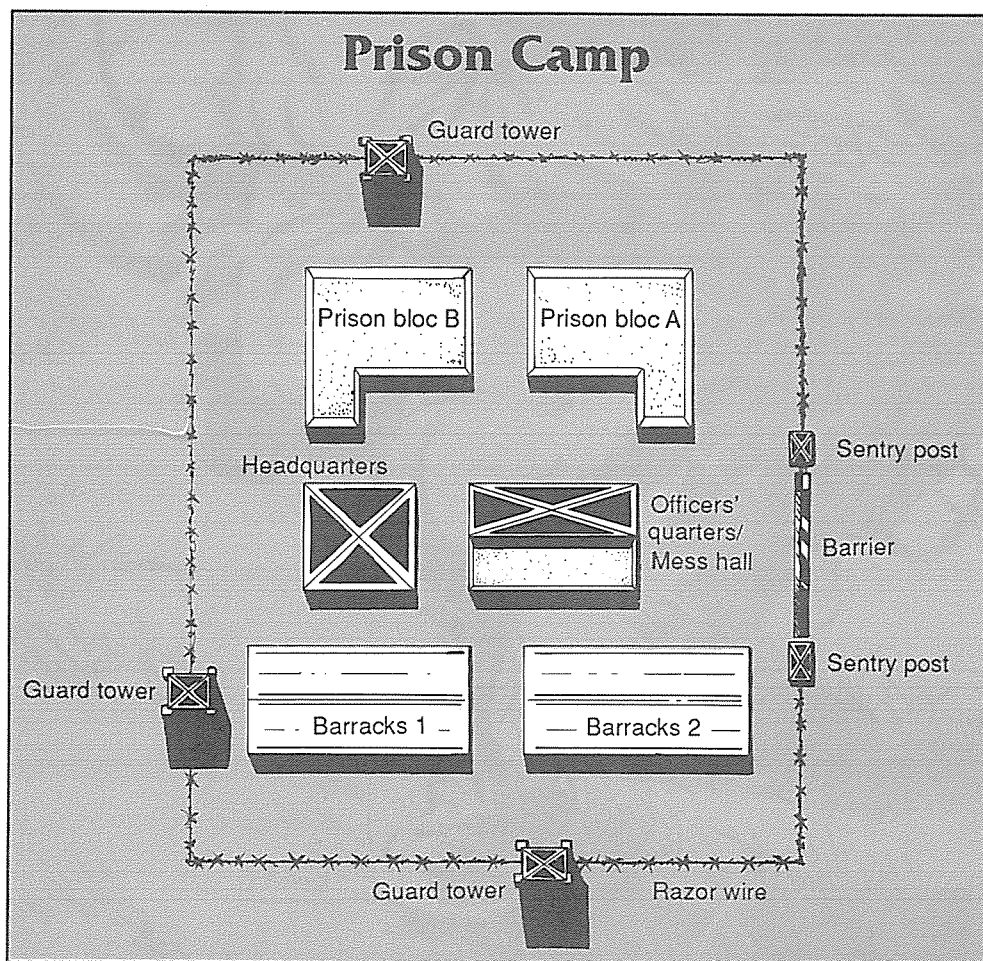 Prison Camp
Guard tower
Prison bloc B
Prison bloc A
Sentry post
Headquarters
Officers'
quarters/
Mess hall
Barrier
Sentry post
Guard tower
Barracks 1
Barracks 2
Guard tower
Razor wire